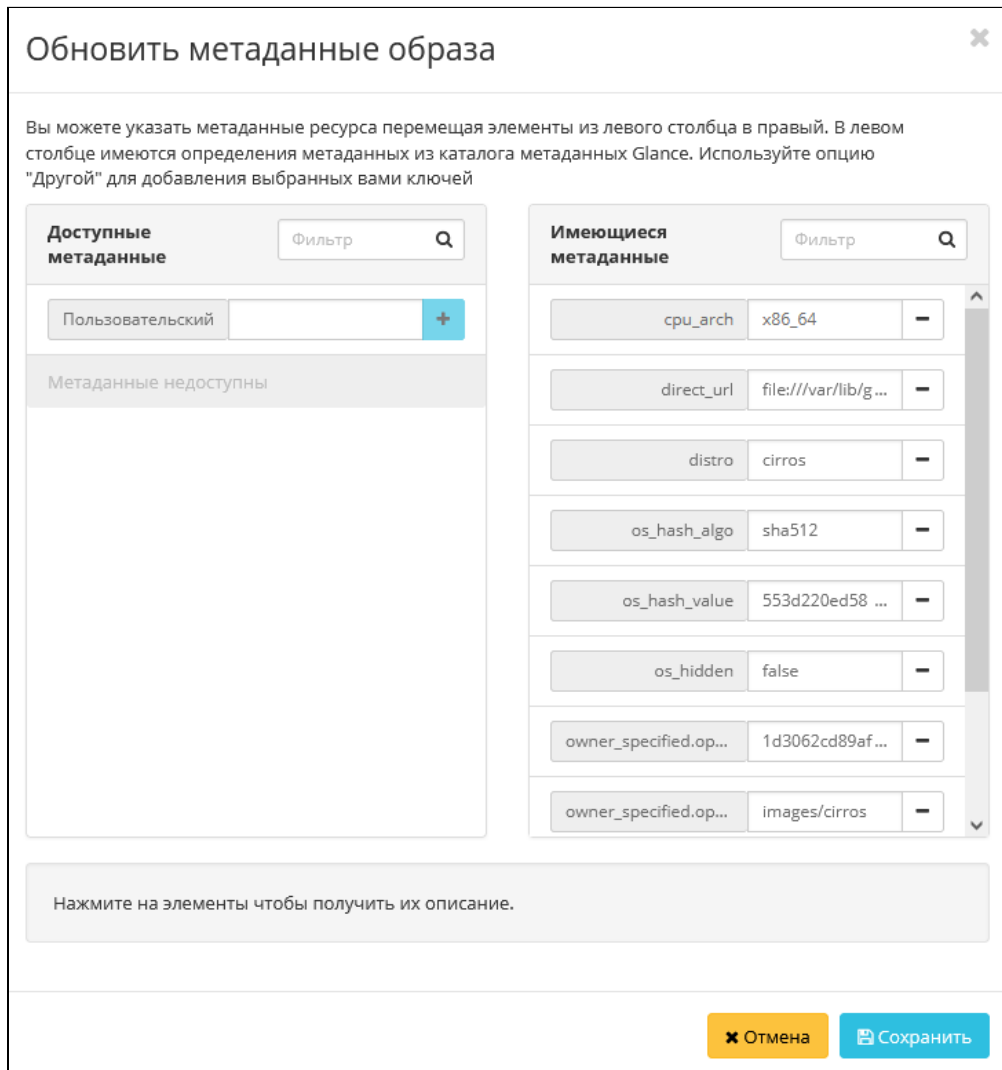 Обновить метаданные образа
Вы можете указать метаданные ресурса перемещая элементы из левого столбца в правый. В левом
столбце имеются определения метаданных из каталога метаданных Glance. Используйте опцию
"Другой" для добавления выбранных вами ключей
Доступные
метаданные
Фильтр
Пользовательский
Метаданные недоступны
Имеющиеся
метаданные
Фильтр
cpu_arch x86_64
direct_url file:///var/lib/g...
distro cirros
os_hash_algo sha512
os_hash_value 553d220ed58 ...
os_hidden false
owner_specified.op... 1d3062cd89af...
owner_specified.op... images/cirros
Нажмите на элементы чтобы получить их описание.
Отмена Сохранить